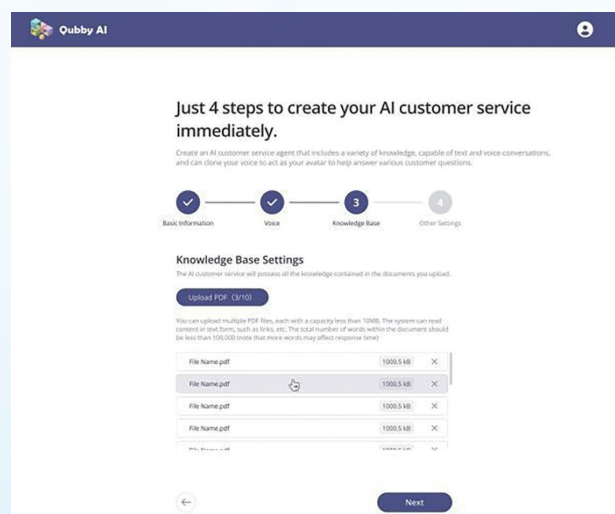 Qubby AI
Just 4 steps to create your AI customer service
immediately.
Create an AI customer service agent that includes a variety of knowledge, capable of text and voice conversations,
and can clone your voice to act as your avatar to help answer various customer questions.
3
4
Basic Information
Voice
Knowledge Base
Other Settings
Knowledge Base Settings
The AI customer service will possess all the knowledge contained in the documents you upload.
Upload PDF (3/10)
You can upload multiple PDF files, each with a capacity less than 10MB. The system can read
content in text form, such as links, etc. The total number of words within the document should
be less than 100,000 (note that more words may affect response time)
File Name.pdf 1000.5 kB
File Name.pdf 1000.5 kB
File Name.pdf 1000.5 kB
File Name.pdf 1000.5 kB
File Name.pdf 1000.5 kB
Next